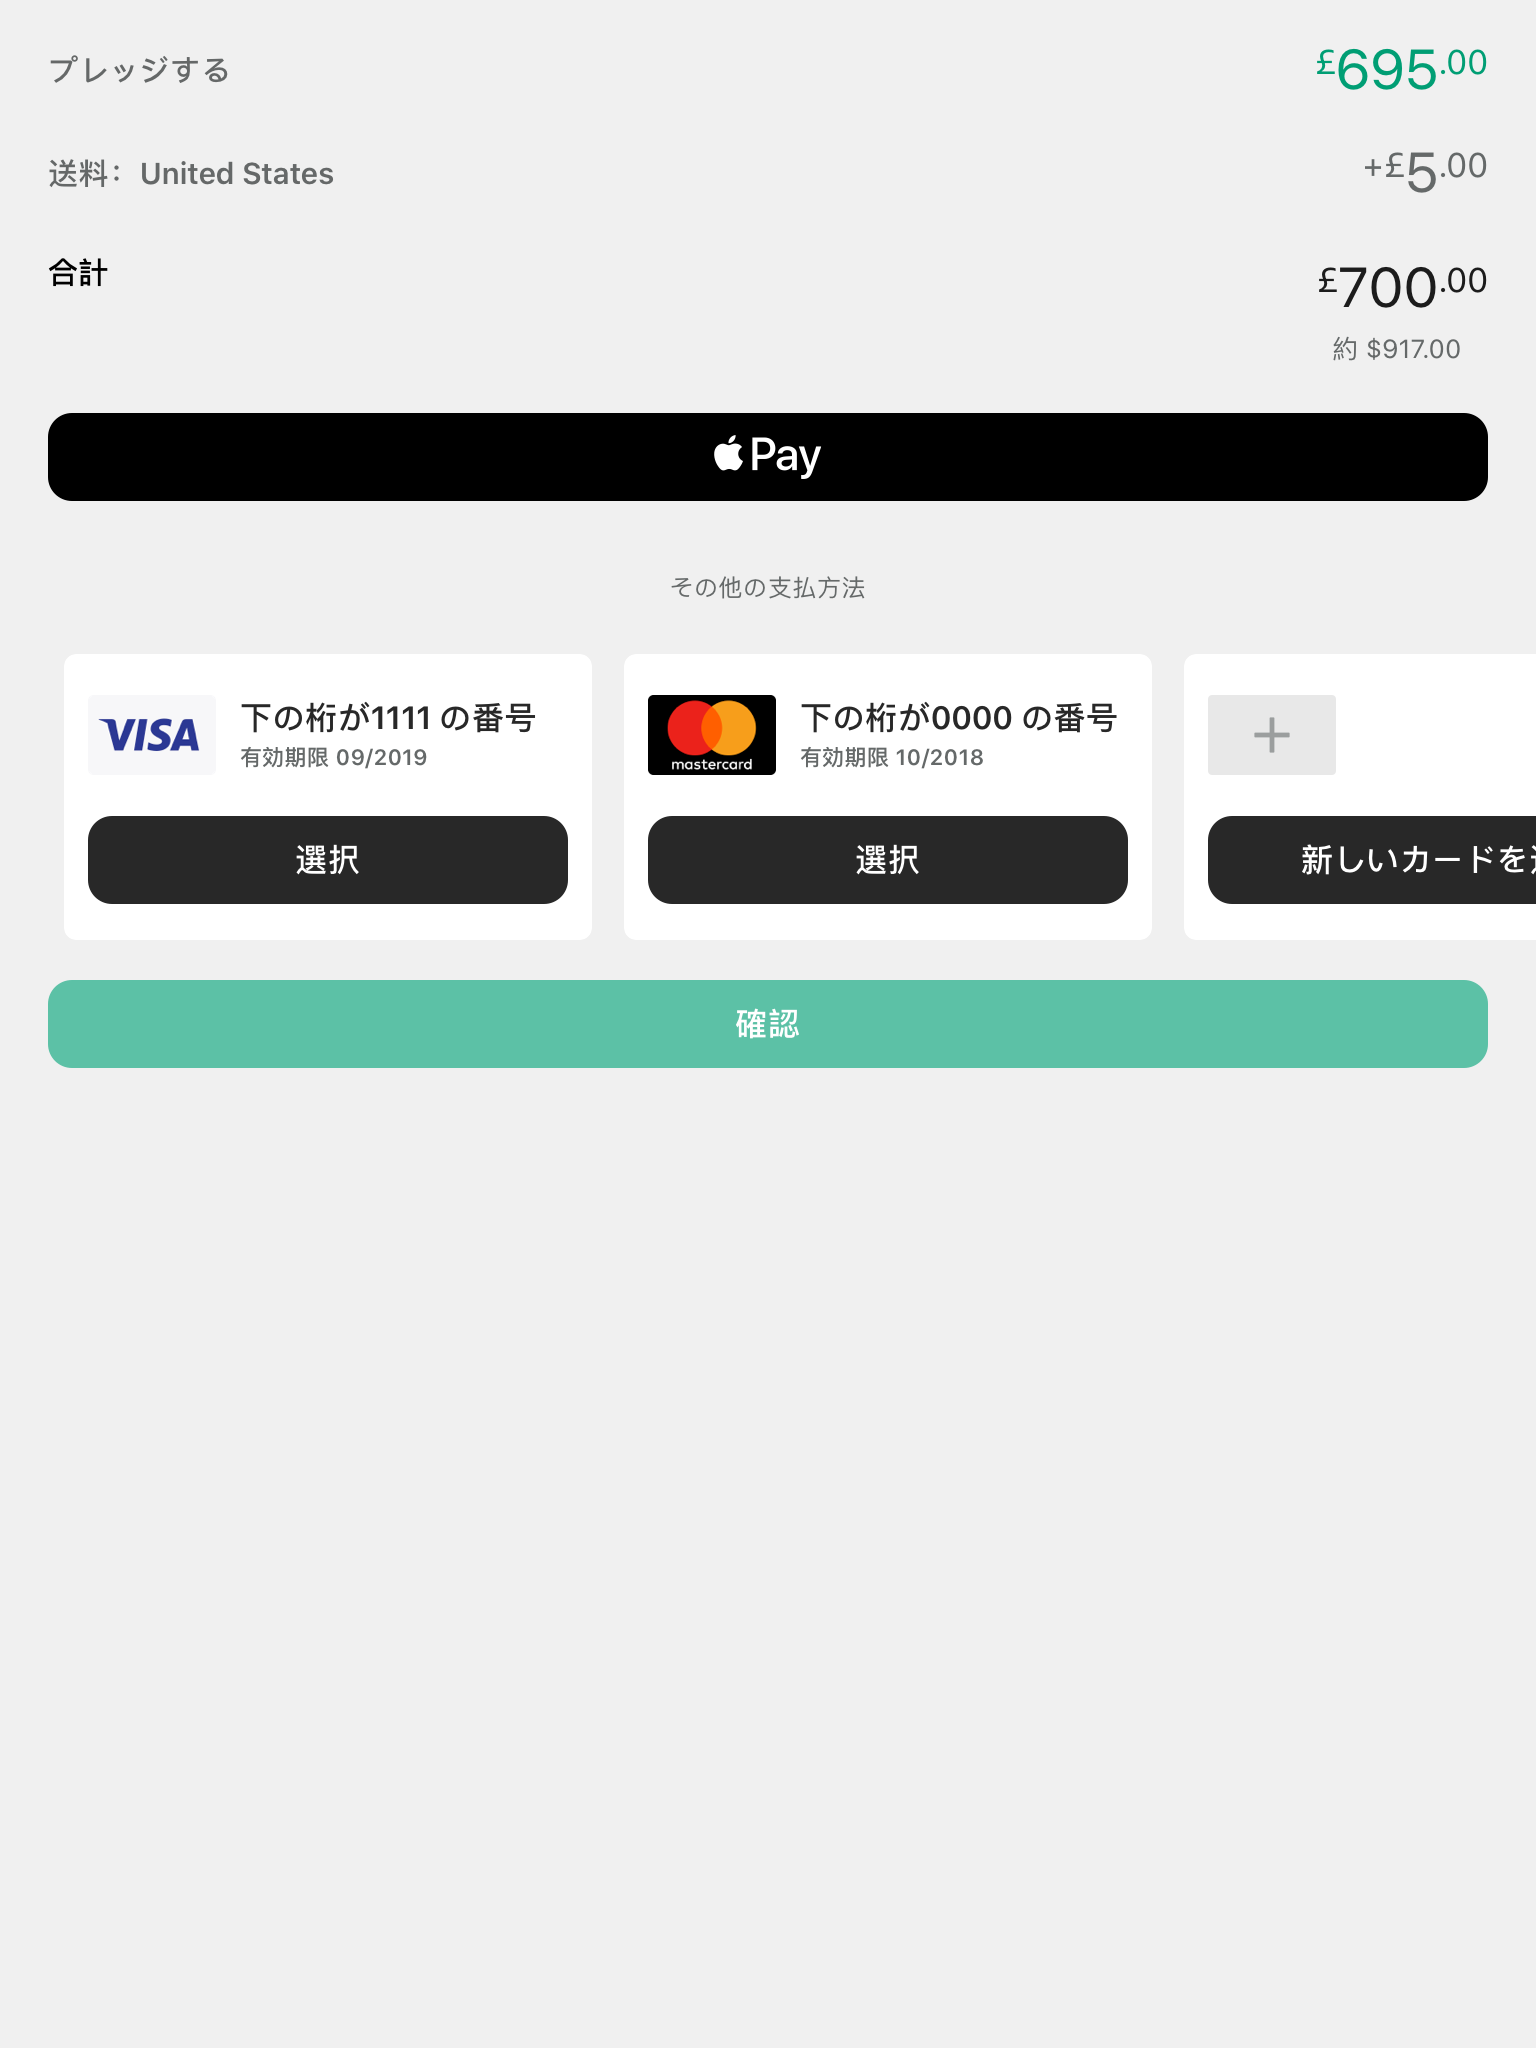 プレッジする £695.00
送料： United States +£5.00
合計 £700.00
約 $917.00
Pay
その他の支払方法
VISA 下の桁が1111 の番号
有効期限 09/2019
選択
mastercard 下の桁が0000 の番号
有効期限 10/2018
選択
新しいカードを
確認